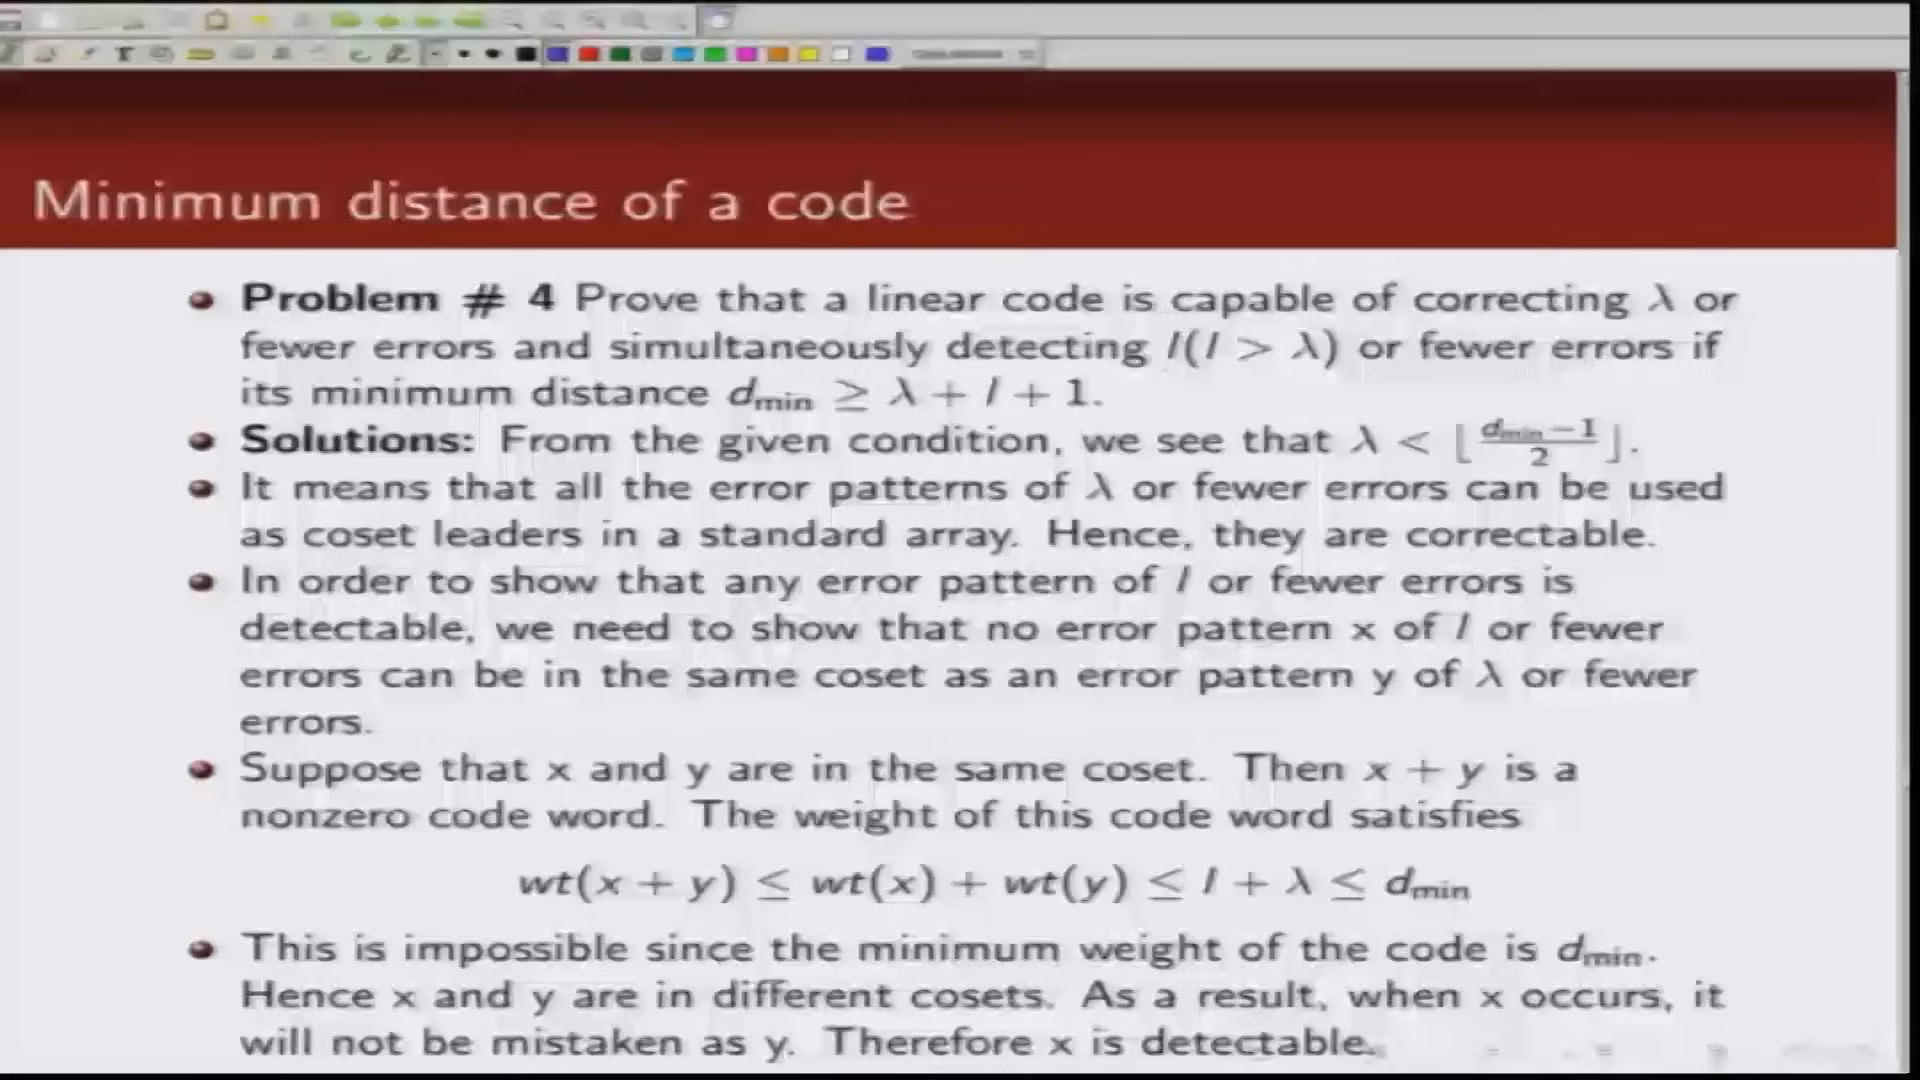 Minimum distance of a code
Problem # 4 Prove that a linear code is capable of correcting λ or
fewer errors and simultaneously detecting l(l > λ) or fewer errors if
its minimum distance d_min ≥ λ + l + 1.
Solutions: From the given condition, we see that λ < ⌊(d_min−1)/2⌋.
It means that all the error patterns of λ or fewer errors can be used
as coset leaders in a standard array. Hence, they are correctable.
In order to show that any error pattern of l or fewer errors is
detectable, we need to show that no error pattern x of l or fewer
errors can be in the same coset as an error pattern y of λ or fewer
errors.
Suppose that x and y are in the same coset. Then x + y is a
nonzero code word. The weight of this code word satisfies
wt(x + y) ≤ wt(x) + wt(y) ≤ l + λ ≤ d_min
This is impossible since the minimum weight of the code is d_min.
Hence x and y are in different cosets. As a result, when x occurs, it
will not be mistaken as y. Therefore x is detectable.